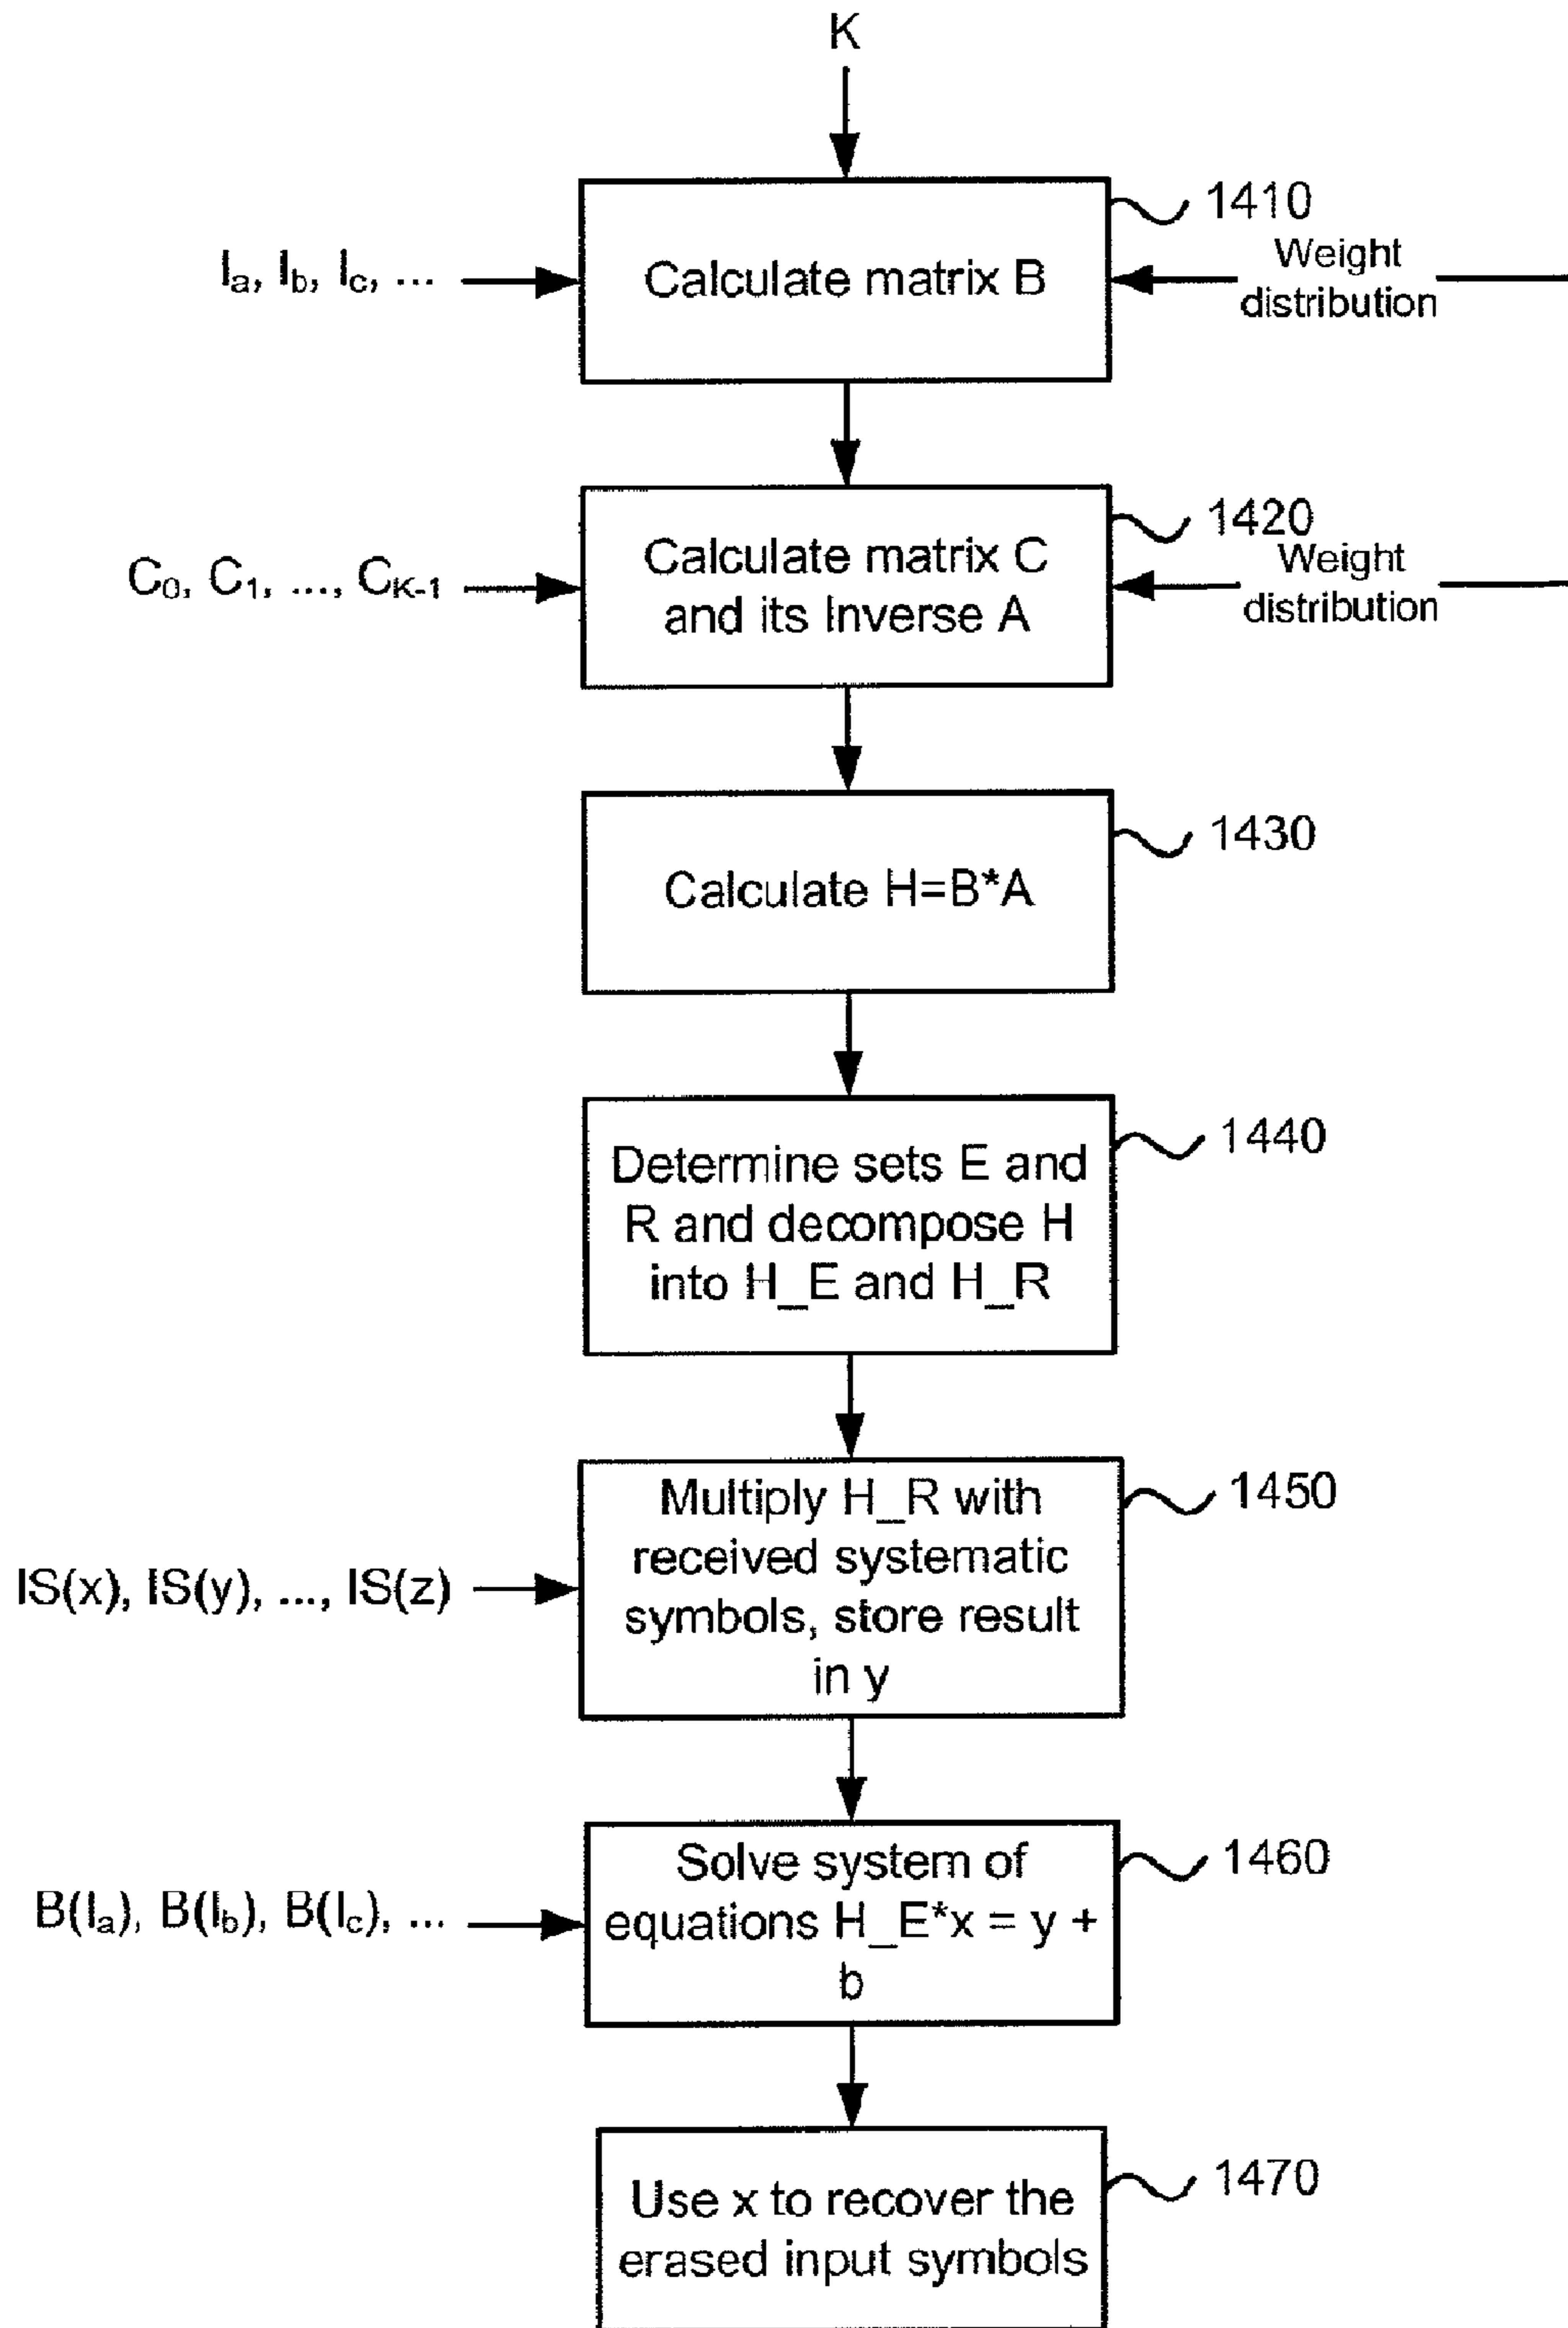 K
1410
Weight
distribution
Iₐ, I_b, I_c, ...
Calculate matrix B
1420
Weight
distribution
C₀, C₁, ..., C_K-1
Calculate matrix C
and its Inverse A
1430
Calculate H=B*A
1440
Determine sets E and
R and decompose H
into H_E and H_R
1450
Multiply H_R with
received systematic
symbols, store result
in y
IS(x), IS(y), ..., IS(z)
1460
Solve system of
equations H_E*x = y +
b
B(Iₐ), B(I_b), B(I_c), ...
1470
Use x to recover the
erased input symbols